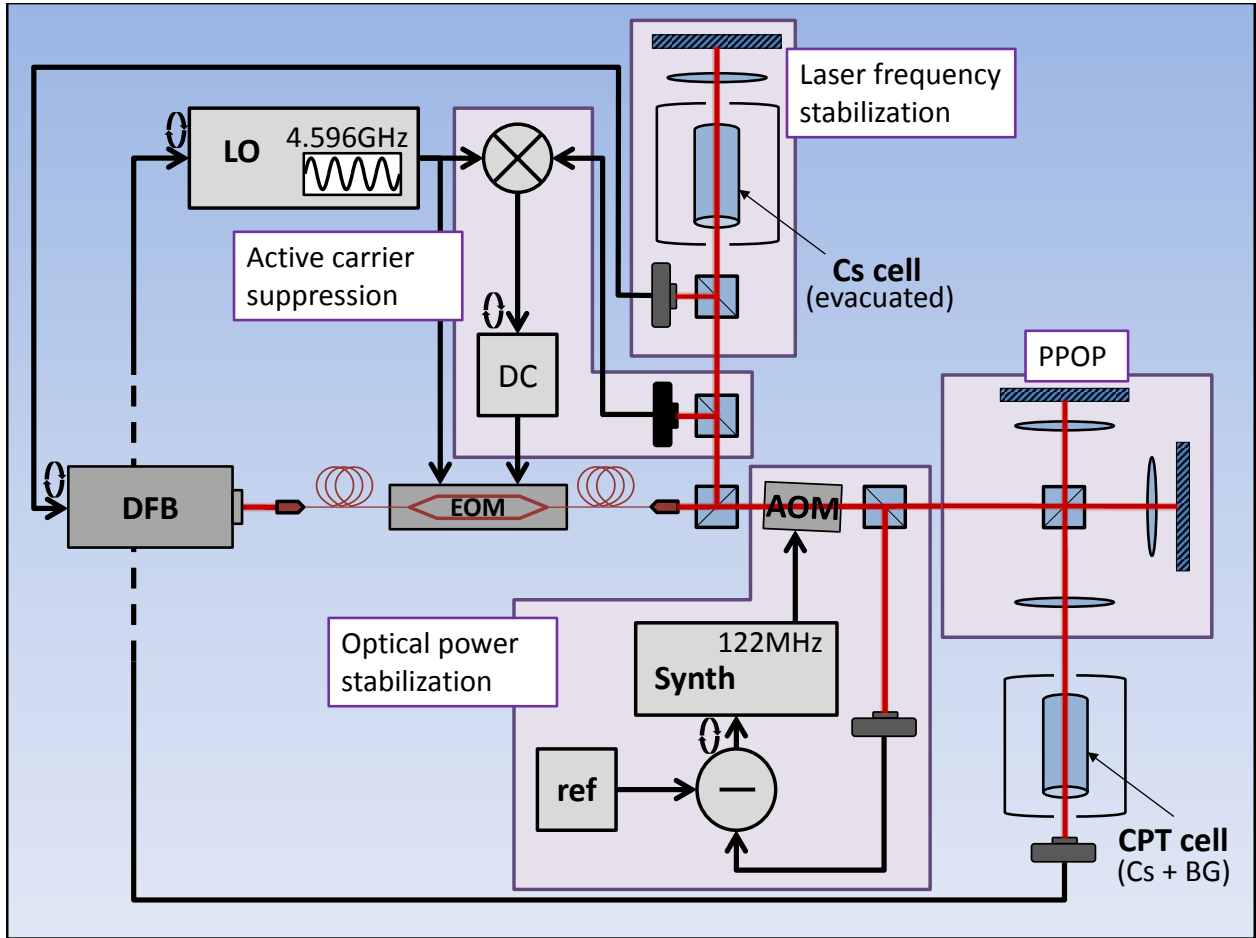 Laser frequency
stabilization
4.596GHz
LO
Active carrier
suppression
Cs cell
(evacuated)
PPOP
DC
DFB
EOM
AOM
122MHz
Synth
Optical power
stabilization
ref
CPT cell
(Cs + BG)